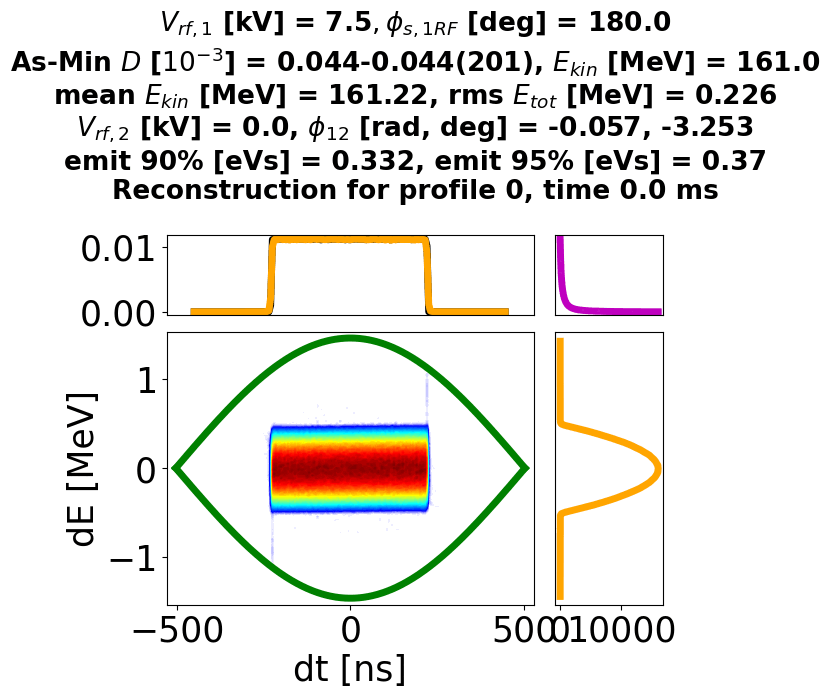 $V_{rf,1}$ [kV] = 7.5, $\phi_{s,1RF}$ [deg] = 180.0
As-Min $D$ [$10^{-3}$] = 0.044-0.044(201), $E_{kin}$ [MeV] = 161.0
mean $E_{kin}$ [MeV] = 161.22, rms $E_{tot}$ [MeV] = 0.226
$V_{rf,2}$ [kV] = 0.0, $\phi_{12}$ [rad, deg] = -0.057, -3.253
emit 90% [eVs] = 0.332, emit 95% [eVs] = 0.37
Reconstruction for profile 0, time 0.0 ms
0.01
0.00
1
0
−1
dE [MeV]
−500 0 500
0 10000
dt [ns]